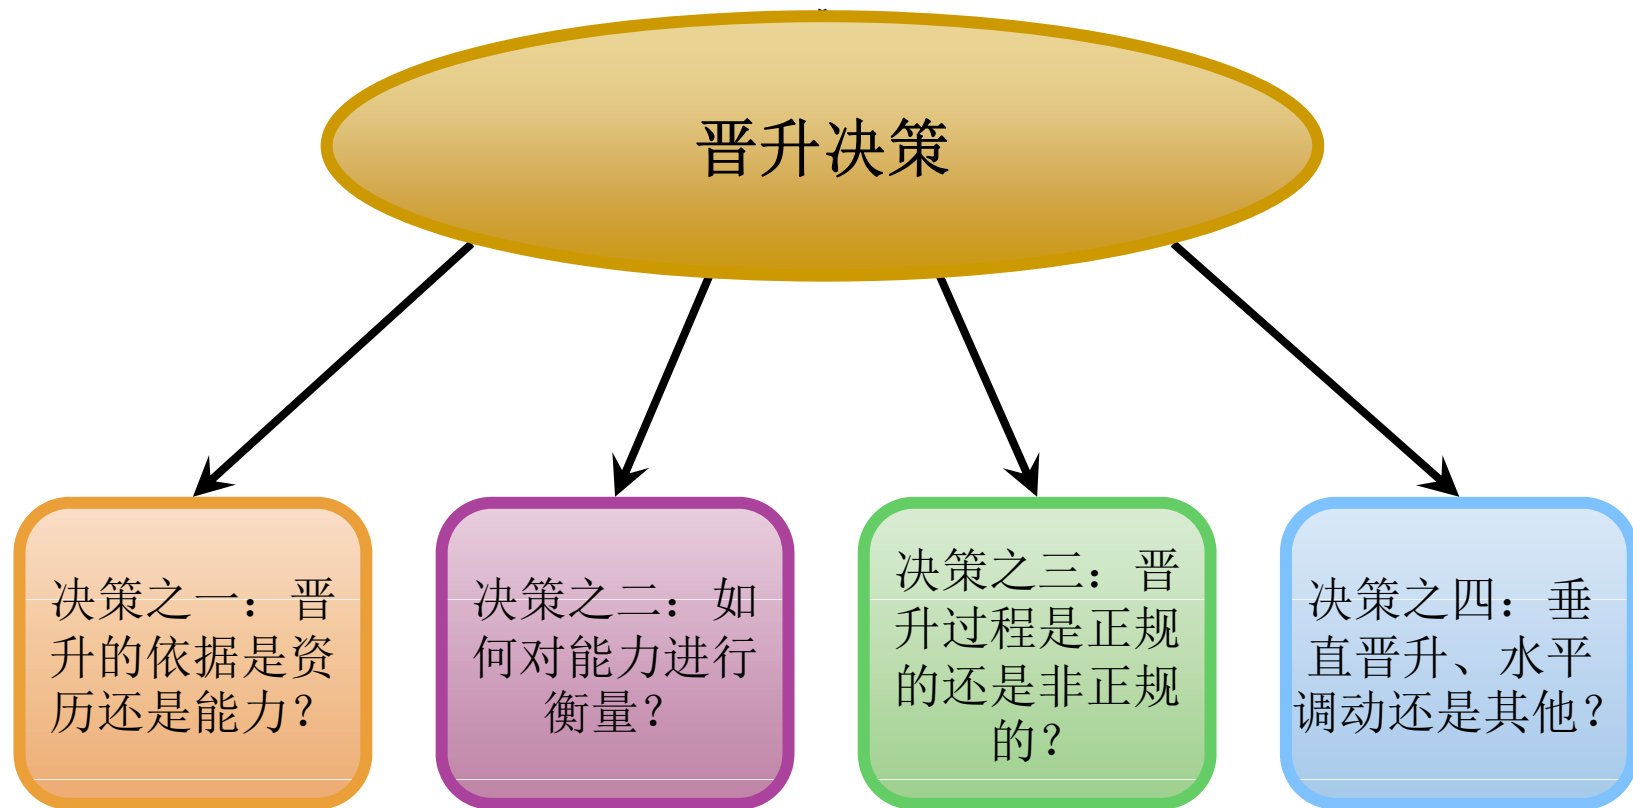 晋升决策
决策之一：晋
升的依据是资
历还是能力？
决策之二：如
何对能力进行
衡量？
决策之三：晋
升过程是正规
的还是非正规
的？
决策之四：垂
直晋升、水平
调动还是其他？